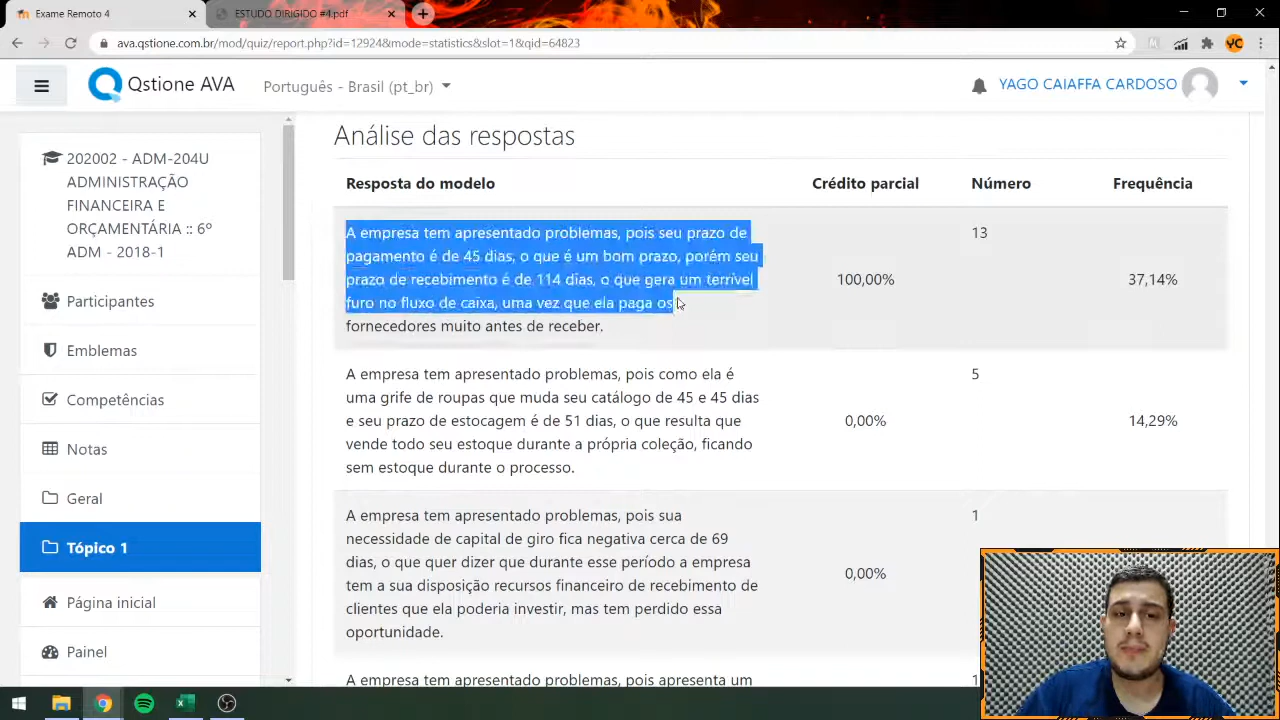 Exame Remoto 4
ESTUDO DIRIGIDO #4.pdf
ava.qstione.com.br/mod/quiz/report.php?id=12924&mode=statistics&slot=1&qid=64823
YC
Qstione AVA
Português - Brasil (pt_br)
YAGO CAIAFFA CARDOSO
202002 - ADM-204U
ADMINISTRAÇÃO
FINANCEIRA E
ORÇAMENTÁRIA :: 6º
ADM - 2018-1
Participantes
Emblemas
Competências
Notas
Geral
Tópico 1
Página inicial
Painel
Análise das respostas
Resposta do modelo Crédito parcial Número Frequência
A empresa tem apresentado problemas, pois seu prazo de
pagamento é de 45 dias, o que é um bom prazo, porém seu
prazo de recebimento é de 114 dias, o que gera um terrível
furo no fluxo de caixa, uma vez que ela paga os
fornecedores muito antes de receber.
100,00% 13 37,14%
A empresa tem apresentado problemas, pois como ela é
uma grife de roupas que muda seu catálogo de 45 e 45 dias
e seu prazo de estocagem é de 51 dias, o que resulta que
vende todo seu estoque durante a própria coleção, ficando
sem estoque durante o processo.
0,00% 5 14,29%
A empresa tem apresentado problemas, pois sua
necessidade de capital de giro fica negativa cerca de 69
dias, o que quer dizer que durante esse período a empresa
tem a sua disposição recursos financeiro de recebimento de
clientes que ela poderia investir, mas tem perdido essa
oportunidade.
0,00% 1
A empresa tem apresentado problemas, pois apresenta um
1